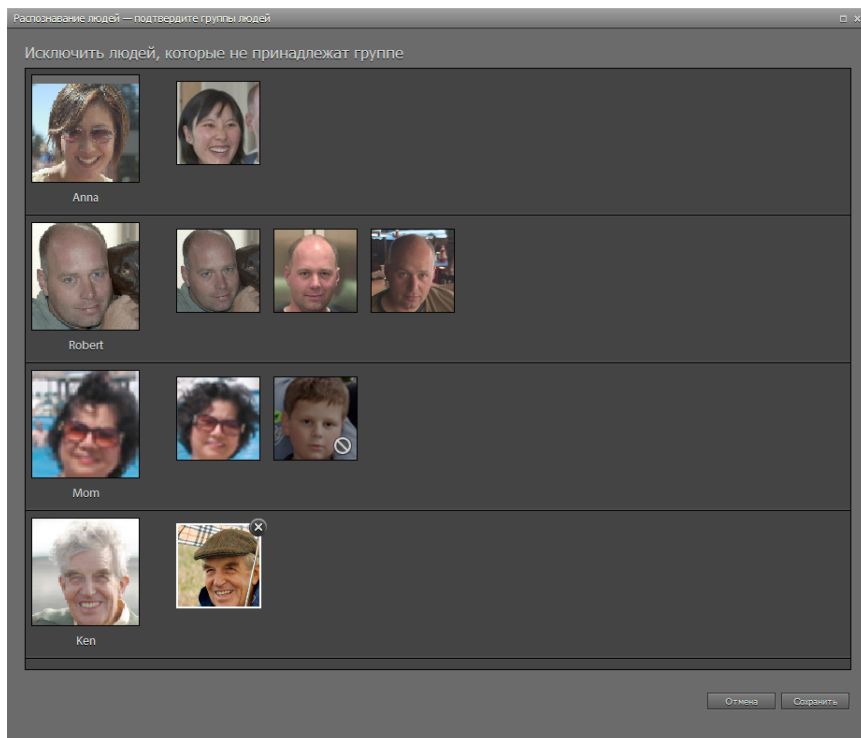 Распознавание людей — подтвердите группы людей
Исключить людей, которые не принадлежат группе
Anna
Robert
Mom
Ken
Отмена
Сохранить